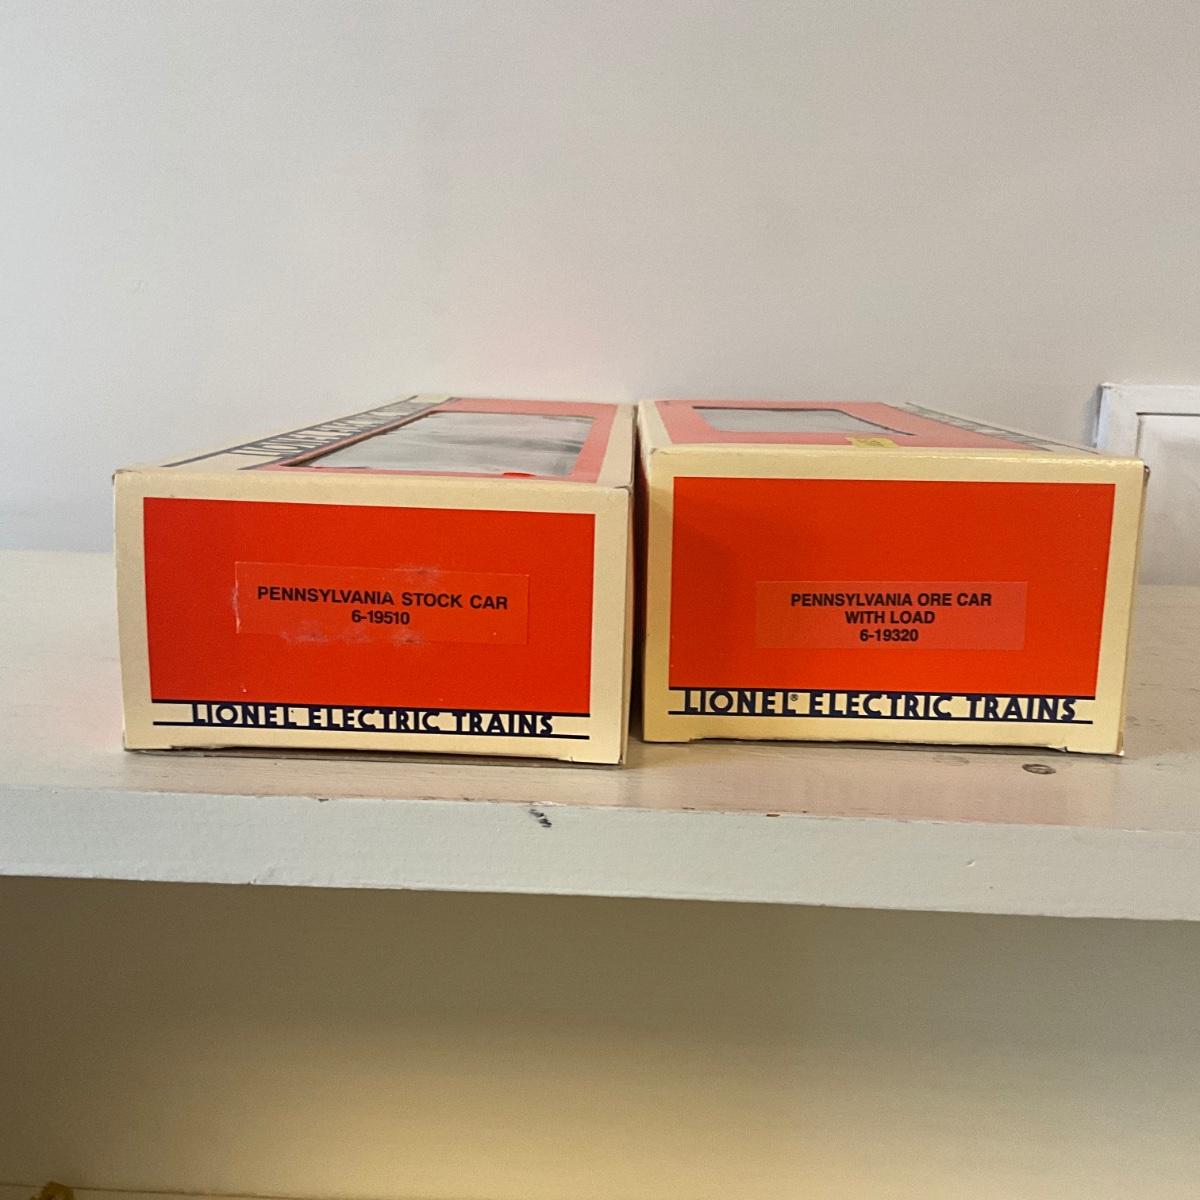 PENNSYLVANIA STOCK CAR
6-19510
LIONEL ELECTRIC TRAINS
PENNSYLVANIA ORE CAR
WITH LOAD
6-19320
LIONEL® ELECTRIC TRAINS